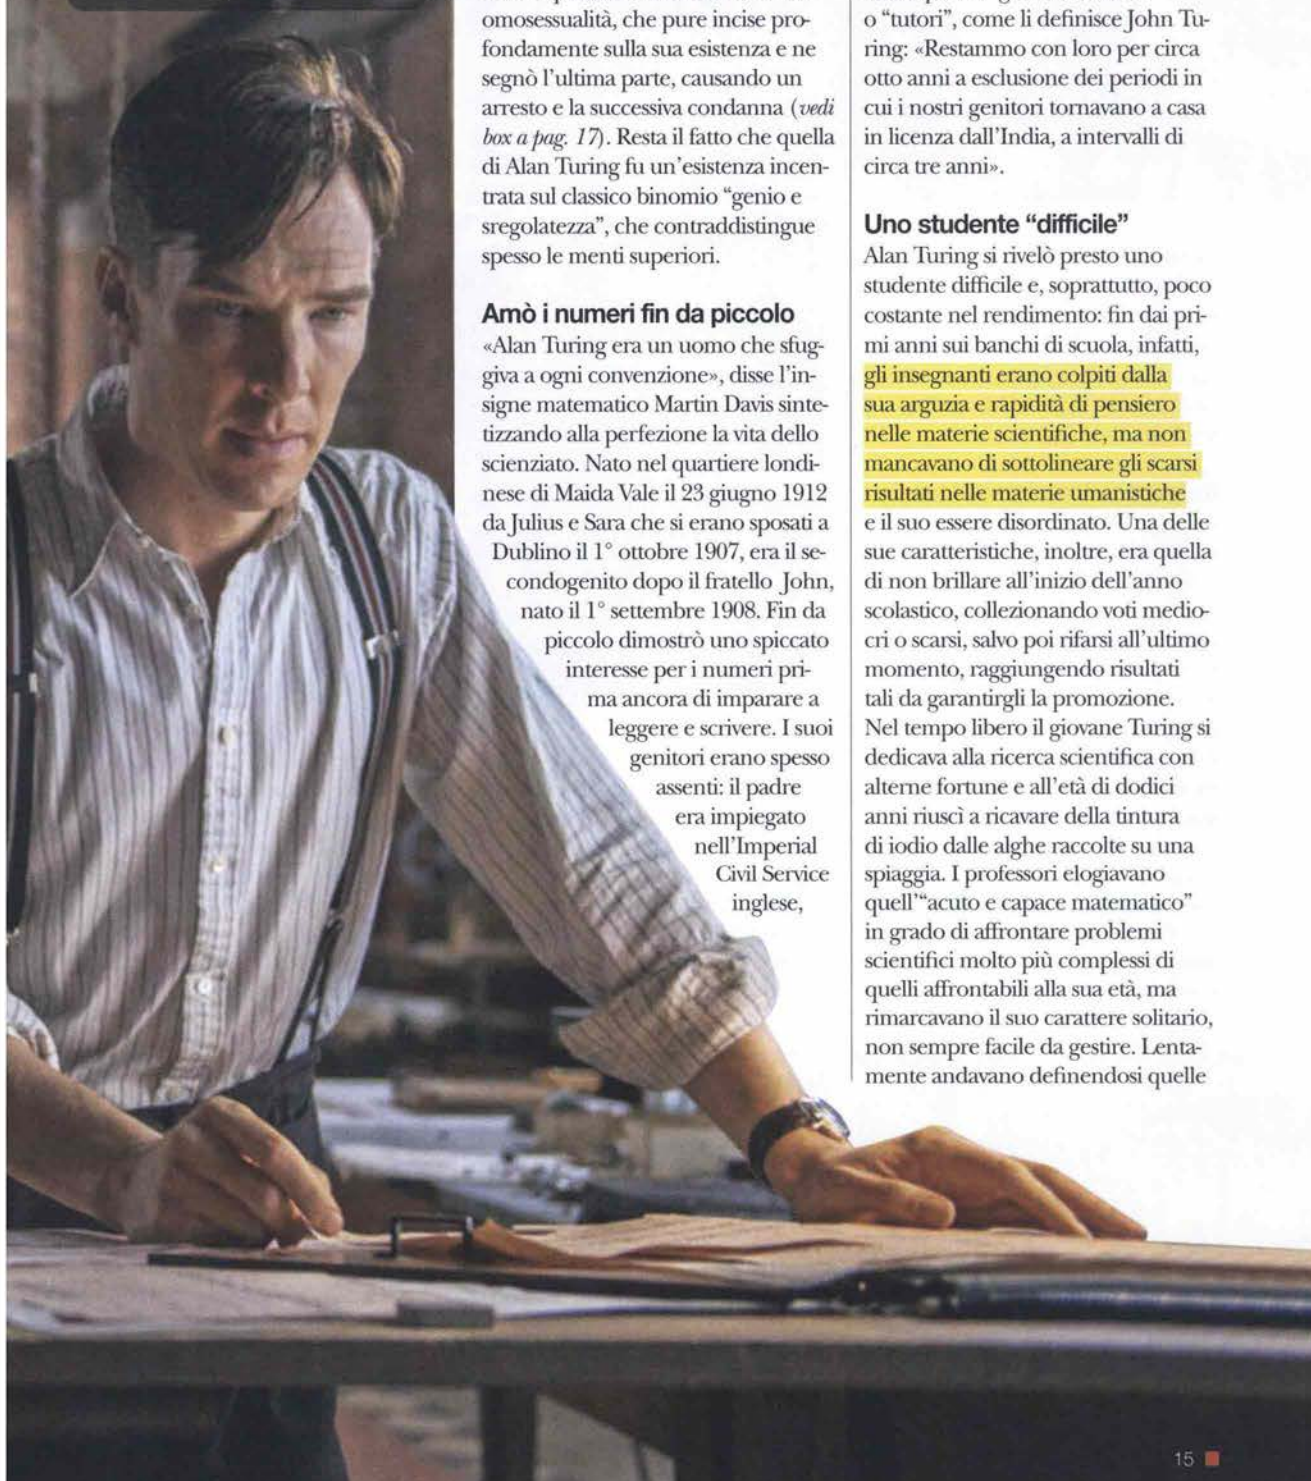 omosessualità, che pure incise pro-
fondamente sulla sua esistenza e ne
segnò l'ultima parte, causando un
arresto e la successiva condanna (vedi
box a pag. 17). Resta il fatto che quella
di Alan Turing fu un'esistenza incen-
trata sul classico binomio “genio e
sregolatezza”, che contraddistingue
spesso le menti superiori.
Amò i numeri fin da piccolo
«Alan Turing era un uomo che sfug-
giva a ogni convenzione», disse l'in-
signe matematico Martin Davis sinte-
tizzando alla perfezione la vita dello
scienziato. Nato nel quartiere londi-
nese di Maida Vale il 23 giugno 1912
da Julius e Sara che si erano sposati a
Dublino il 1° ottobre 1907, era il se-
condogenito dopo il fratello John,
nato il 1° settembre 1908. Fin da
piccolo dimostrò uno spiccato
interesse per i numeri pri-
ma ancora di imparare a
leggere e scrivere. I suoi
genitori erano spesso
assenti: il padre
era impiegato
nell'Imperial
Civil Service
inglese,
o “tutori”, come li definisce John Tu-
ring: «Restammo con loro per circa
otto anni a esclusione dei periodi in
cui i nostri genitori tornavano a casa
in licenza dall'India, a intervalli di
circa tre anni».
Uno studente “difficile”
Alan Turing si rivelò presto uno
studente difficile e, soprattutto, poco
costante nel rendimento: fin dai pri-
mi anni sui banchi di scuola, infatti,
gli insegnanti erano colpiti dalla
sua arguzia e rapidità di pensiero
nelle materie scientifiche, ma non
mancavano di sottolineare gli scarsi
risultati nelle materie umanistiche
e il suo essere disordinato. Una delle
sue caratteristiche, inoltre, era quella
di non brillare all'inizio dell'anno
scolastico, collezionando voti medio-
cri o scarsi, salvo poi rifarsi all'ultimo
momento, raggiungendo risultati
tali da garantirgli la promozione.
Nel tempo libero il giovane Turing si
dedicava alla ricerca scientifica con
alterne fortune e all'età di dodici
anni riuscì a ricavare della tintura
di iodio dalle alghe raccolte su una
spiaggia. I professori elogiavano
quell'“acuto e capace matematico”
in grado di affrontare problemi
scientifici molto più complessi di
quelli affrontabili alla sua età, ma
rimarcavano il suo carattere solitario,
non sempre facile da gestire. Lenta-
mente andavano definendosi quelle
15